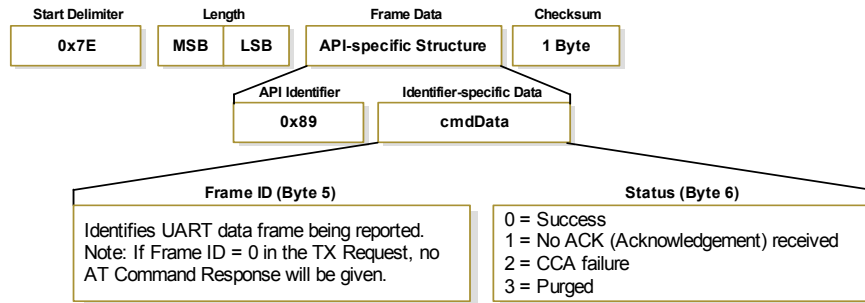 Start Delimiter Length Frame Data Checksum
0x7E MSB LSB API-specific Structure 1 Byte
API Identifier Identifier-specific Data
0x89 cmdData
Frame ID (Byte 5)
Identifies UART data frame being reported.
Note: If Frame ID = 0 in the TX Request, no
AT Command Response will be given.
Status (Byte 6)
0 = Success
1 = No ACK (Acknowledgement) received
2 = CCA failure
3 = Purged